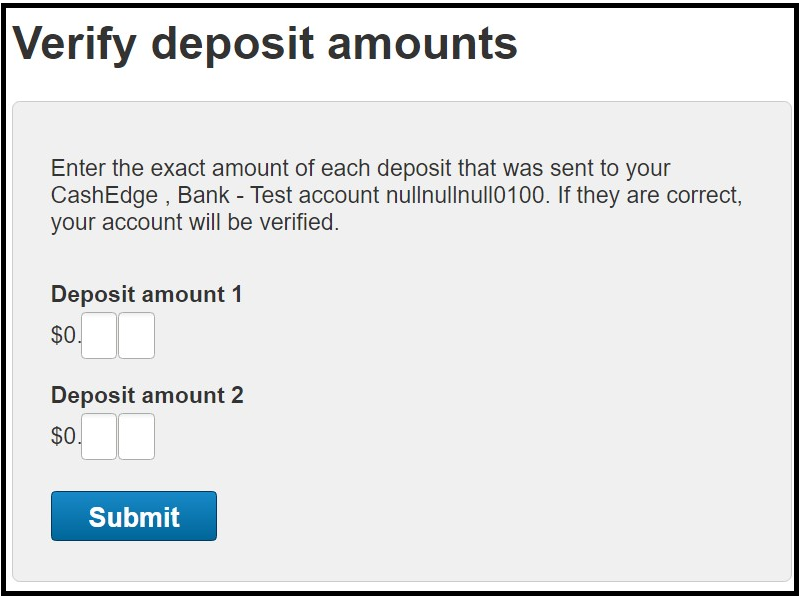 Verify deposit amounts
Enter the exact amount of each deposit that was sent to your
CashEdge , Bank - Test account nullnullnull0100. If they are correct,
your account will be verified.
Deposit amount 1
$0.
Deposit amount 2
$0.
Submit